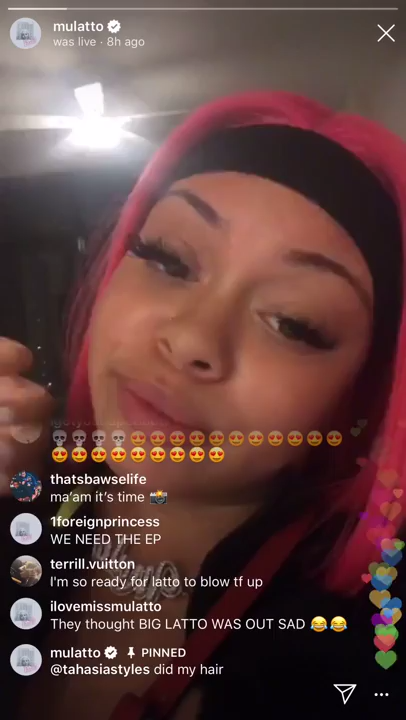 mulatto
was live · 8h ago
💀💀💀💀😍😍😍😍😍😍😍😍😍😍😍
😍😍😍😍😍😍😍😍😍
thatsbawselife
ma'am it's time 📸
1foreignprincess
WE NEED THE EP
terrill.vuitton
I'm so ready for latto to blow tf up
ilovemissmulatto
They thought BIG LATTO WAS OUT SAD 😂😂
mulatto 📌 PINNED
@tahasiastyles did my hair